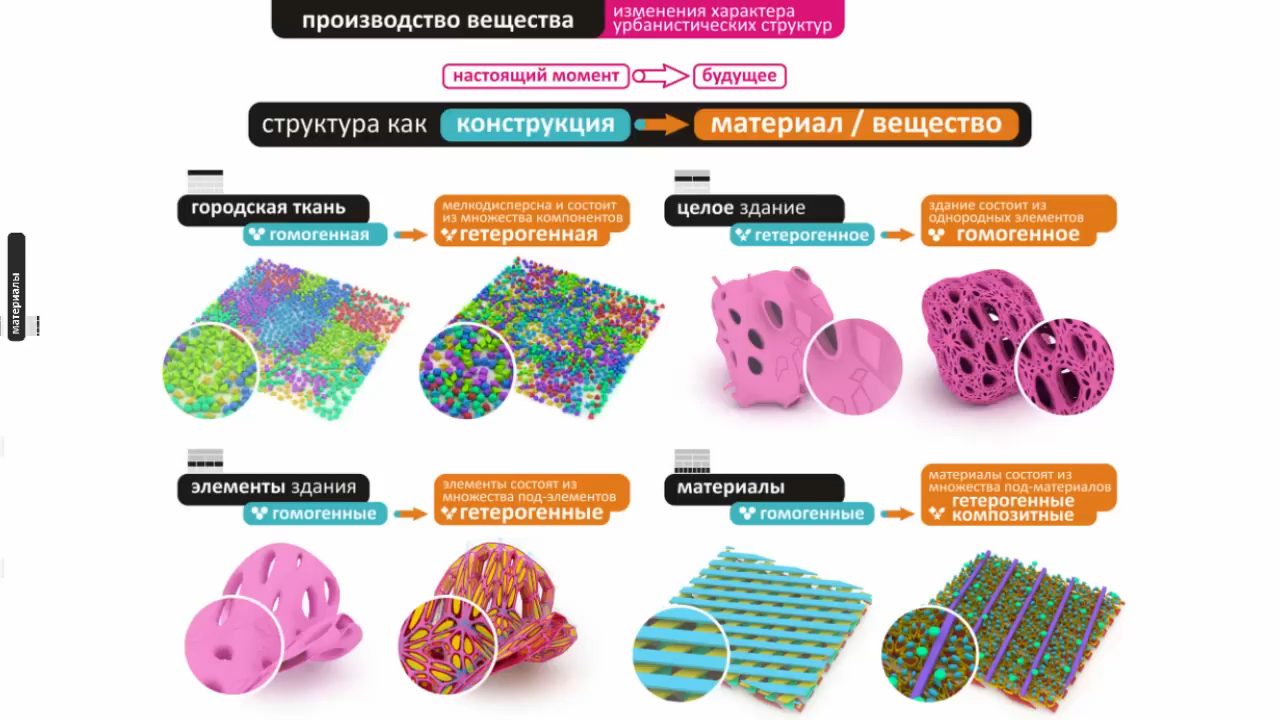 производство вещества
изменения характера
урбанистических структур
настоящий момент
будущее
структура как
конструкция
материал / вещество
городская ткань
гомогенная
мелкодисперсна и состоит
из множества компонентов
гетерогенная
целое здание
гетерогенное
здание состоит из
однородных элементов
гомогенное
материалы
элементы здания
гомогенные
элементы состоят из
множества под-элементов
гетерогенные
материалы
гомогенные
материалы состоят из
множества под-материалов
гетерогенные
композитные